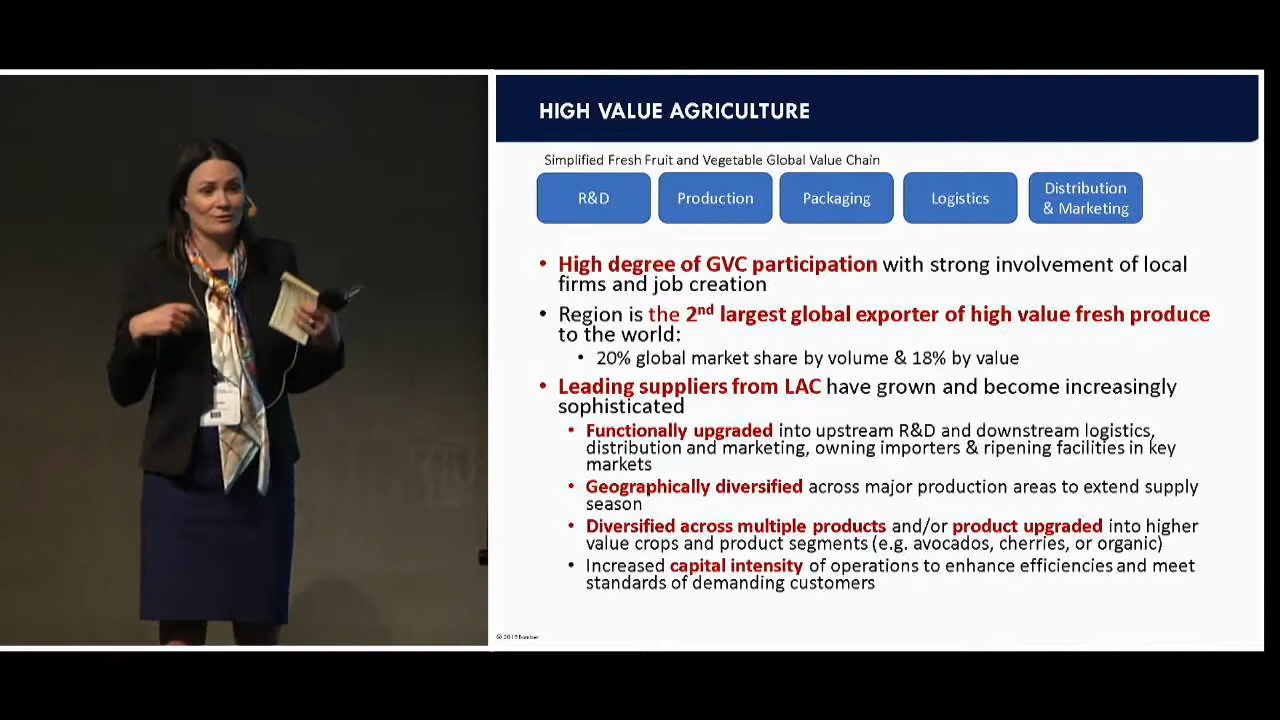 HIGH VALUE AGRICULTURE
Simplified Fresh Fruit and Vegetable Global Value Chain
R&D
Production
Packaging
Logistics
Distribution
& Marketing
• High degree of GVC participation with strong involvement of local
firms and job creation
• Region is the 2nd largest global exporter of high value fresh produce
to the world:
• 20% global market share by volume & 18% by value
• Leading suppliers from LAC have grown and become increasingly
sophisticated
• Functionally upgraded into upstream R&D and downstream logistics,
distribution and marketing, owning importers & ripening facilities in key
markets
• Geographically diversified across major production areas to extend supply
season
• Diversified across multiple products and/or product upgraded into higher
value crops and product segments (e.g. avocados, cherries, or organic)
• Increased capital intensity of operations to enhance efficiencies and meet
standards of demanding customers
© 2019 Bamber